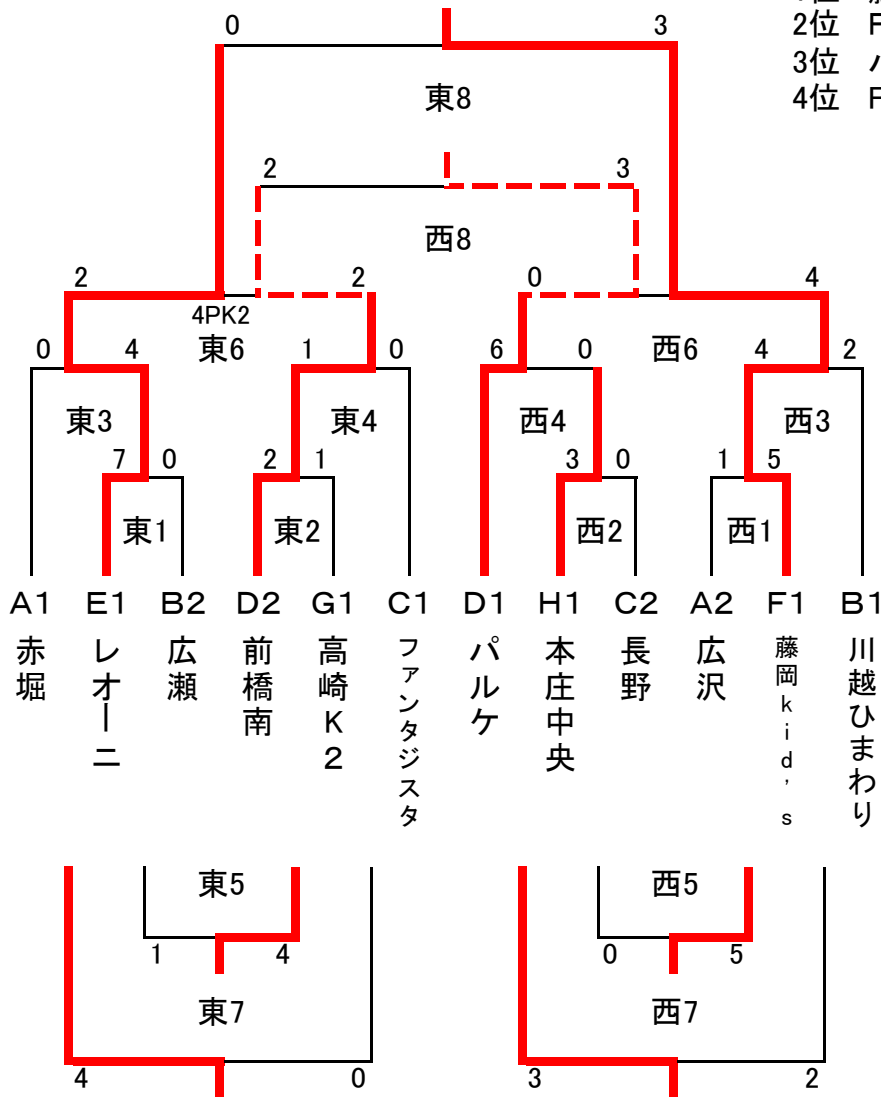 0 3
2位 F
3位
4位 F
東8
2 3
西8
2 2 0 4
4PK2
0 4 東6 1 0 6 0 西6 4 2
東3 東4 西4 西3
7 0 2 1 3 0 1 5
東1 東2 西2 西1
A1 E1 B2 D2 G1 C1 D1 H1 C2 A2 F1 B1
赤堀
レオーニ
広瀬
前橋南
高崎K2
ファンタジスタ
パルケ
本庄中央
長野
広沢
藤岡kid's
川越ひまわり
東5 西5
1 4 0 5
東7 西7
4 0 3 2